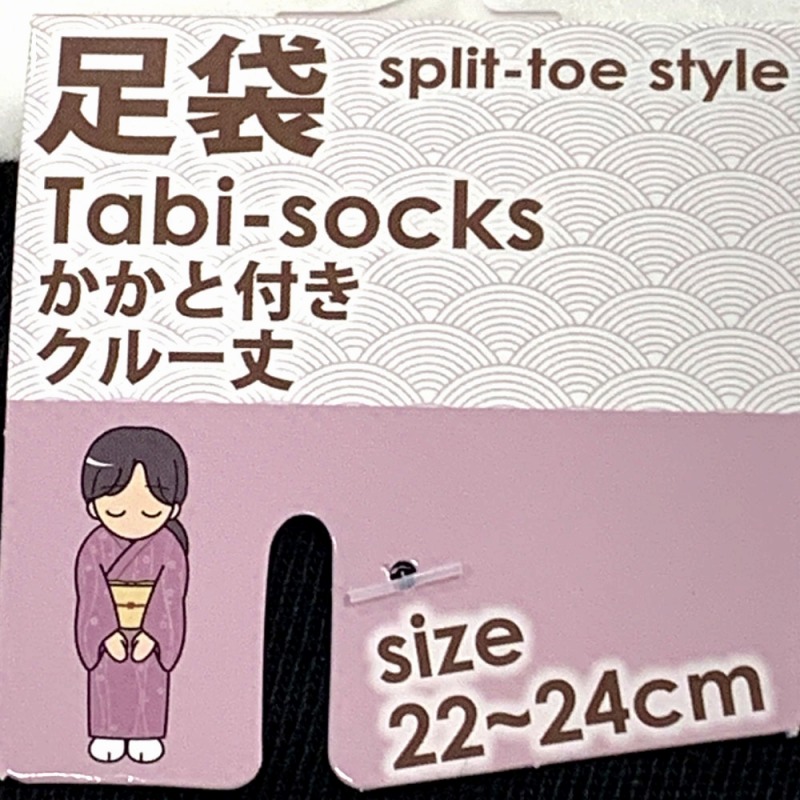 足袋 split-toe style
Tabi-socks
かかと付き
クルー丈
size
22~24cm